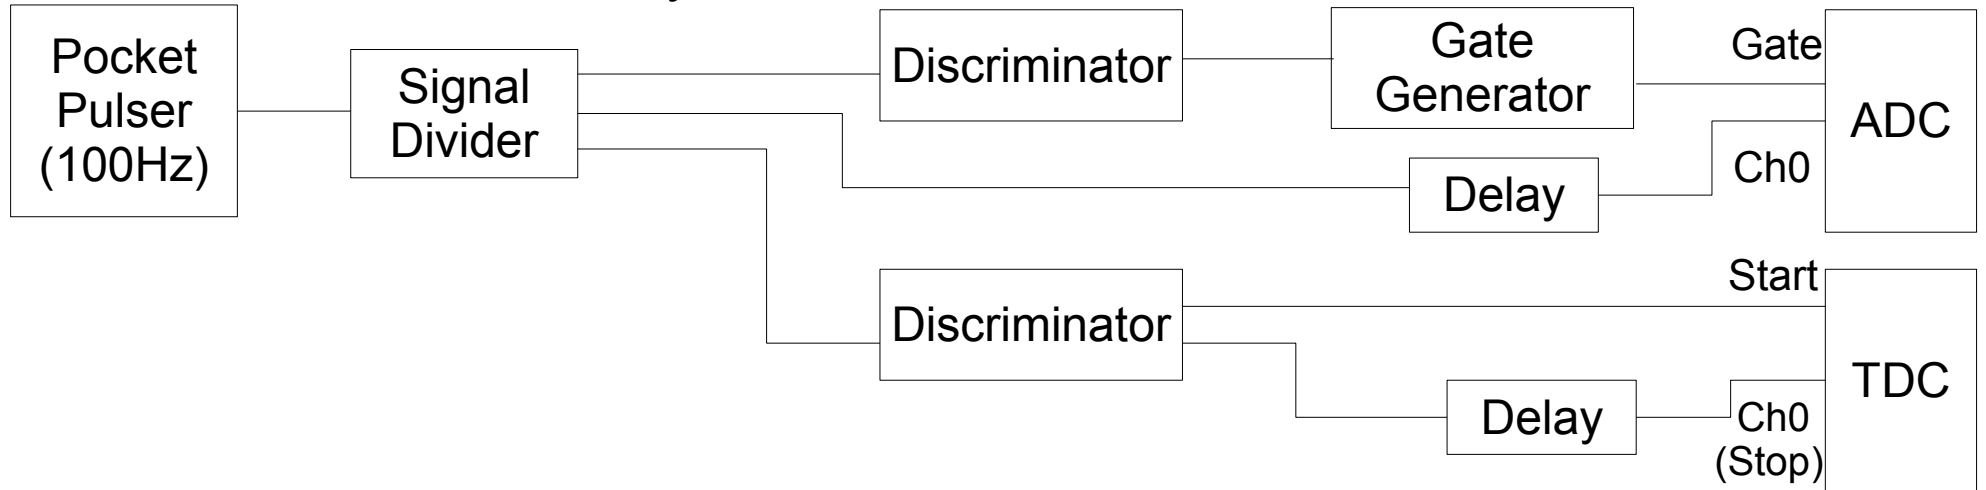 Pocket
Pulser
(100Hz)
Signal
Divider
Discriminator
Gate
Generator
Gate
ADC
Delay
Ch0
Discriminator
Start
TDC
Delay
Ch0
(Stop)